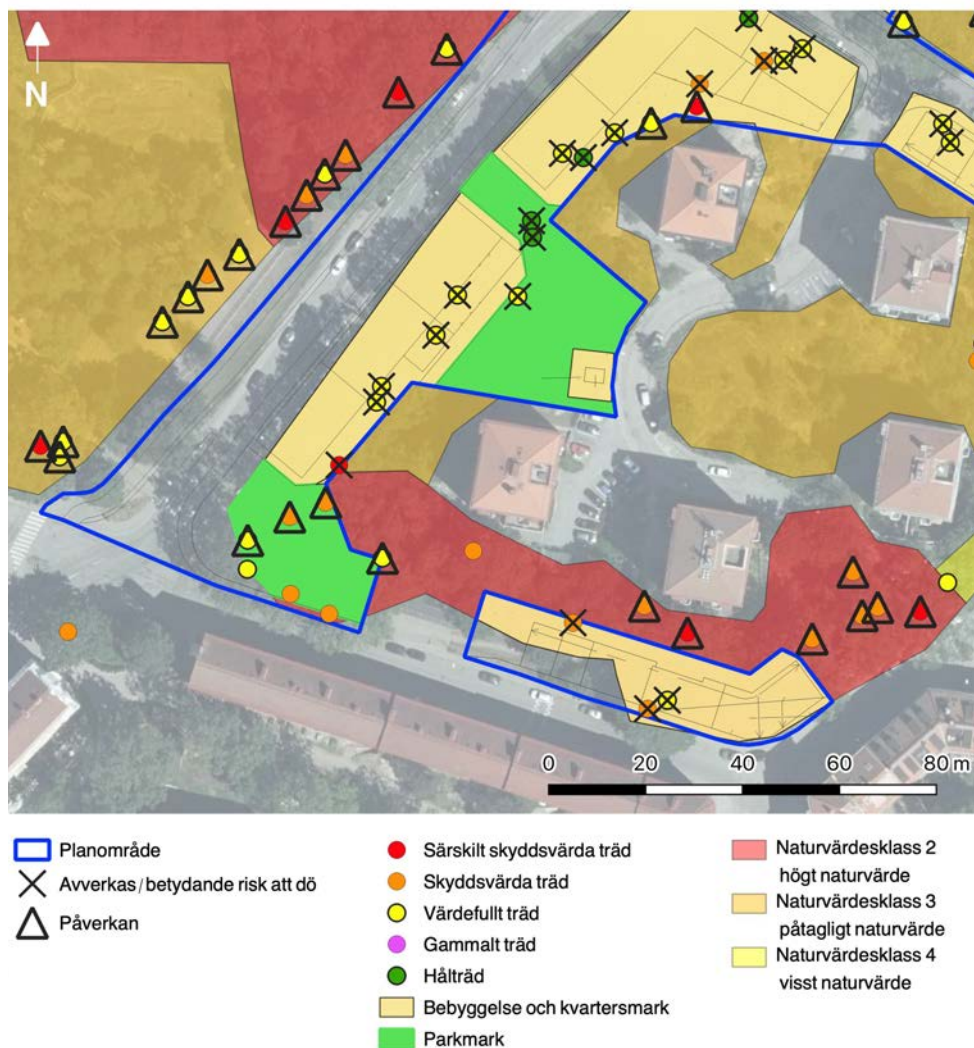 N
0 20 40 60 80 m
Planområde
Avverkas/betydande risk att dö
Påverkan
Särskilt skyddsvärda träd
Skyddsvärda träd
Värdefullt träd
Gammalt träd
Hålträd
Bebyggelse och kvartersmark
Parkmark
Naturvärdesklass 2
högt naturvärde
Naturvärdesklass 3
påtagligt naturvärde
Naturvärdesklass 4
visst naturvärde